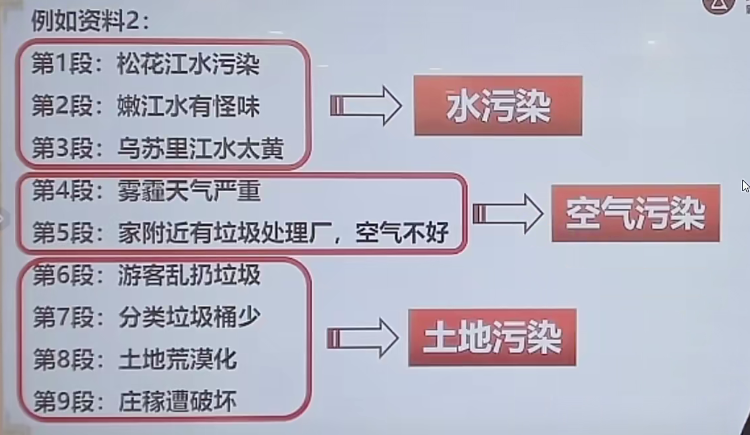 例如资料2：
第1段：松花江水污染
第2段：嫩江水有怪味
第3段：乌苏里江水太黄
水污染
第4段：雾霾天气严重
第5段：家附近有垃圾处理厂，空气不好
空气污染
第6段：游客乱扔垃圾
第7段：分类垃圾桶少
第8段：土地荒漠化
第9段：庄稼遭破坏
土地污染